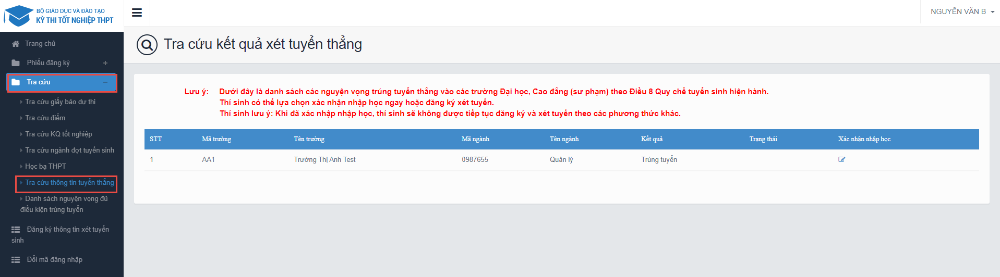 BỘ GIÁO DỤC VÀ ĐÀO TẠO
KỲ THI TỐT NGHIỆP THPT
NGUYỄN VĂN B
Trang chủ
Phiếu đăng ký
Tra cứu
Tra cứu giấy báo dự thi
Tra cứu điểm
Tra cứu KQ tốt nghiệp
Tra cứu ngành đợt tuyển sinh
Học bạ THPT
Tra cứu thông tin tuyển thẳng
Danh sách nguyện vọng đủ
điều kiện trúng tuyển
Đăng ký thông tin xét tuyển
sinh
Đổi mã đăng nhập
Tra cứu kết quả xét tuyển thẳng
Lưu ý: Dưới đây là danh sách các nguyện vọng trúng tuyển thẳng vào các trường Đại học, Cao đẳng (sư phạm) theo Điều 8 Quy chế tuyển sinh hiện hành.
Thí sinh có thể lựa chọn xác nhận nhập học ngay hoặc đăng ký xét tuyển.
Thí sinh lưu ý: Khi đã xác nhập nhập học, thí sinh sẽ không được tiếp tục đăng ký và xét tuyển theo các phương thức khác.
STT Mã trường Tên trường Mã ngành Tên ngành Kết quả Trạng thái Xác nhận nhập học
1 AA1 Trường Thị Anh Test 0987655 Quản lý Trúng tuyển